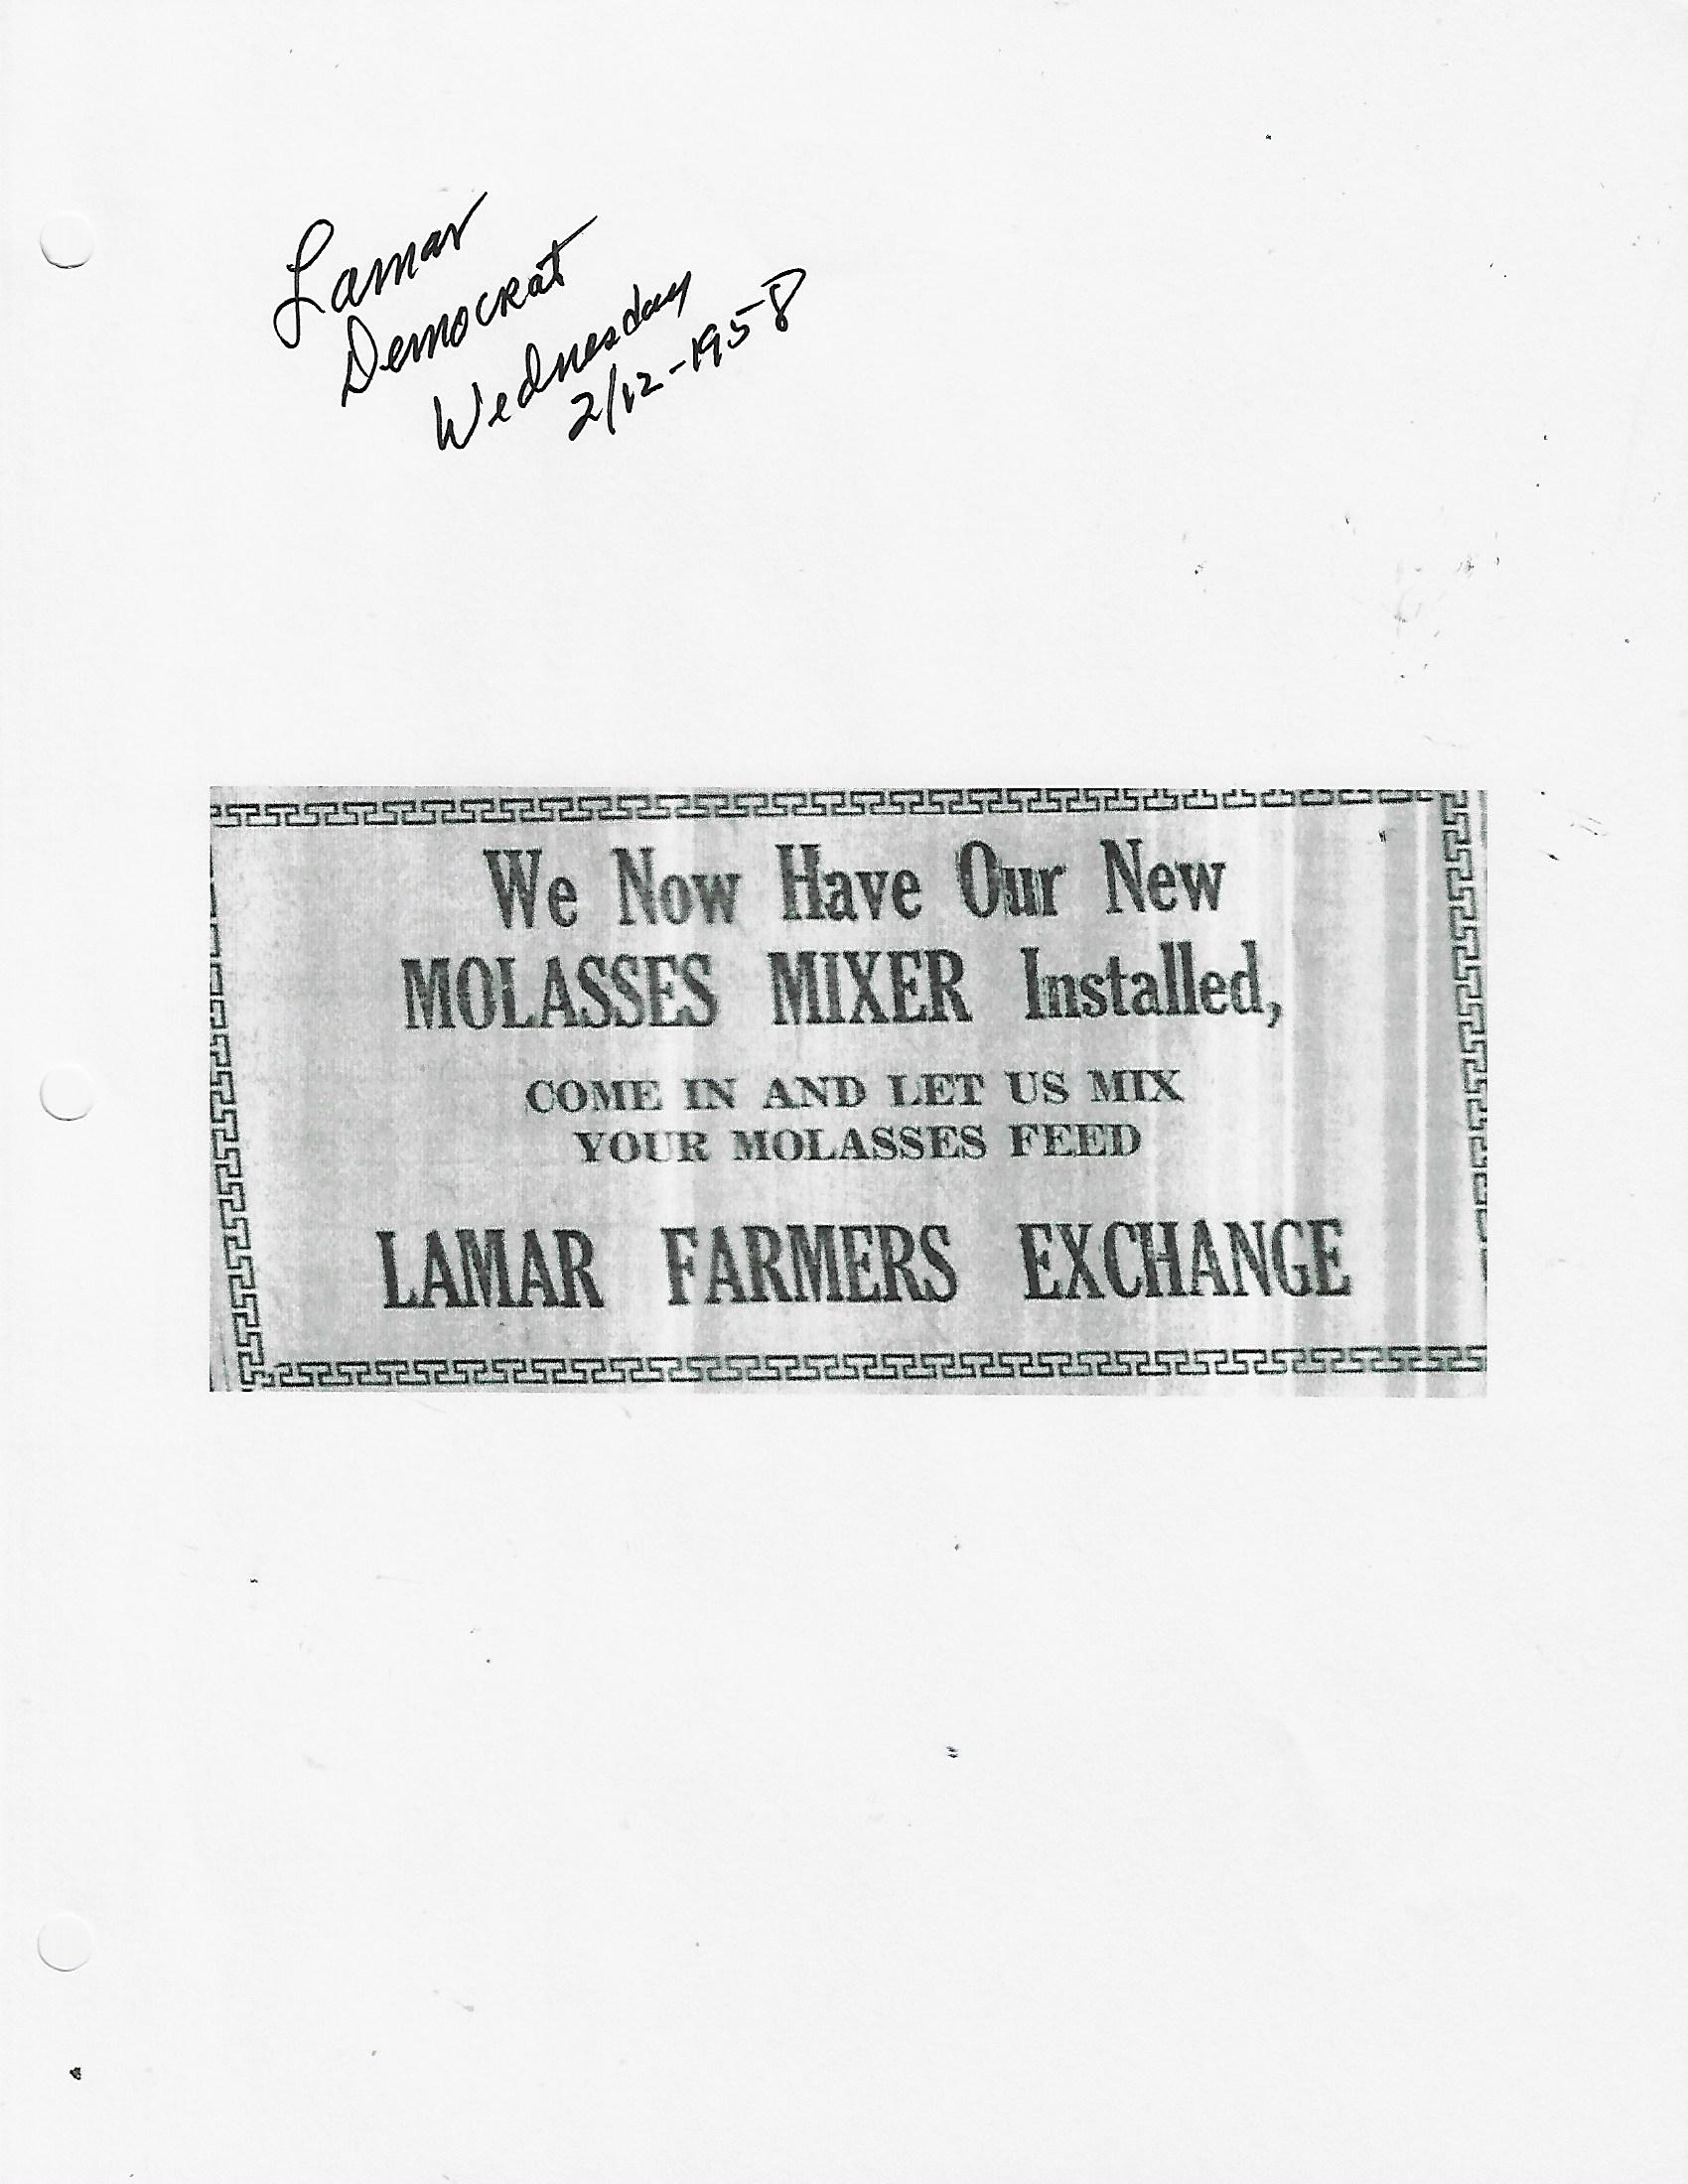 Lamar
Democrat
Wednesday
2/12-1958
We Now Have Our New
MOLASSES MIXER Installed,
COME IN AND LET US MIX
YOUR MOLASSES FEED
LAMAR FARMERS EXCHANGE